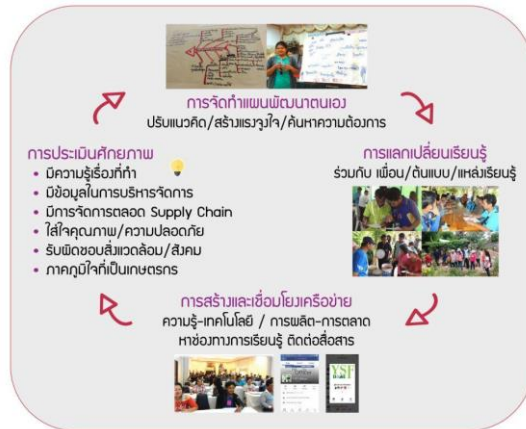 การจัดทำแผนพัฒนาตนเอง
ปรับแนวคิด/สร้างแรงจูงใจ/ค้นหาความต้องการ
การแลกเปลี่ยนเรียนรู้
ร่วมกับ เพื่อน/ต้นแบบ/แหล่งเรียนรู้
การสร้างและเชื่อมโยงเครือข่าย
ความรู้-เทคโนโลยี / การผลิต-การตลาด
หาช่องทางการเรียนรู้ ติดต่อสื่อสาร
YSF
การประเมินศักยภาพ
• มีความรู้เรื่องที่ทำ
• มีข้อมูลในการบริหารจัดการ
• มีการจัดการตลอด Supply Chain
• ใส่ใจคุณภาพ/ความปลอดภัย
• รับผิดชอบสิ่งแวดล้อม/สังคม
• ภาคภูมิใจที่เป็นเกษตรกร